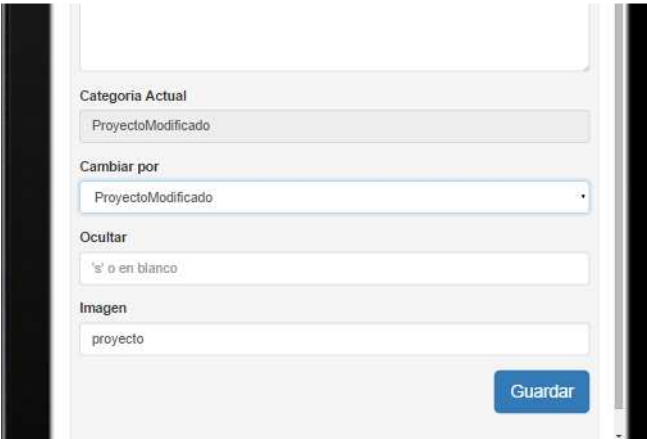 Categoria Actual
ProyectoModificado
Cambiar por
ProyectoModificado
Ocultar
's' o en blanco
Imagen
proyecto
Guardar